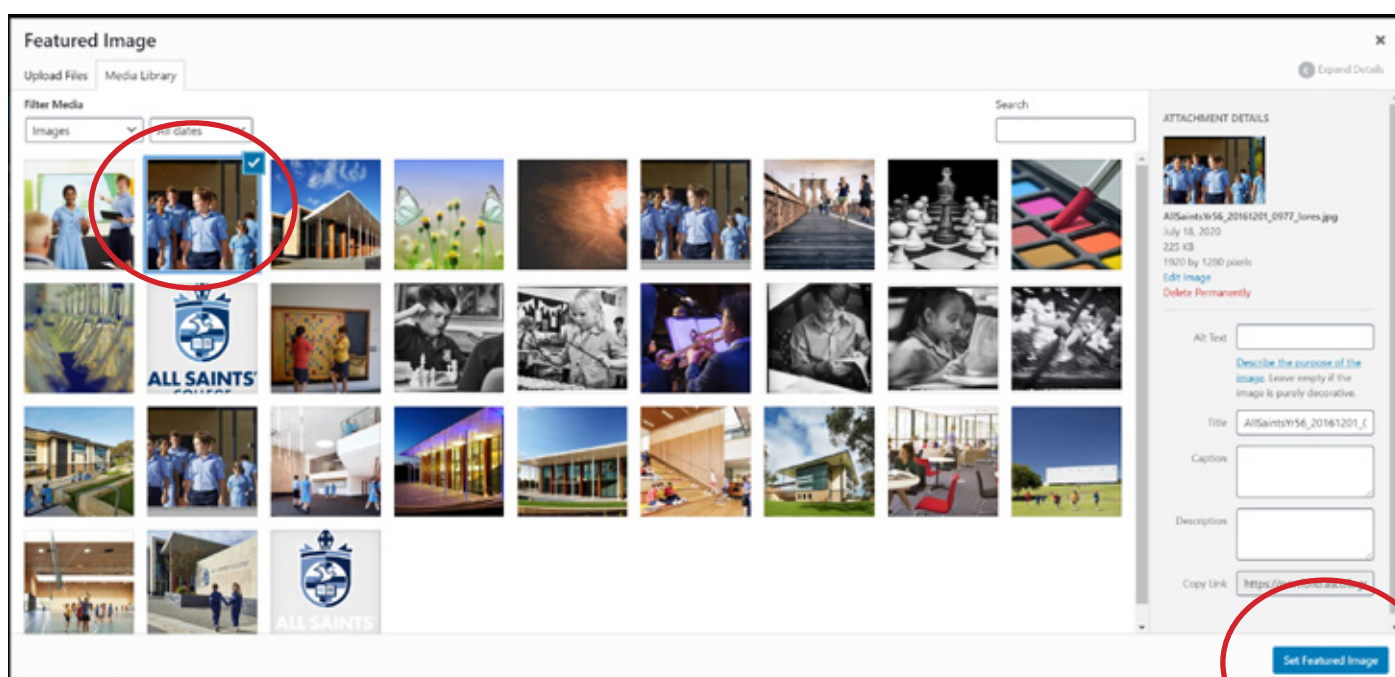 Featured Image
Upload Files Media Library
Expand Details
Filter Media
Search
Images All dates
ATTACHMENT DETAILS
AllSaintsYr56_20161201_0977_lores.jpg
July 18, 2020
225 KB
1920 by 1280 pixels
Edit Image
Delete Permanently
Alt Text
Describe the purpose of the
image. Leave empty if the
image is purely decorative.
Title AllSaintsYr56_20161201_
Caption
Description
Copy Link
ALL SAINTS'
COLLEGE
ALL SAINTS'
Set Featured Image